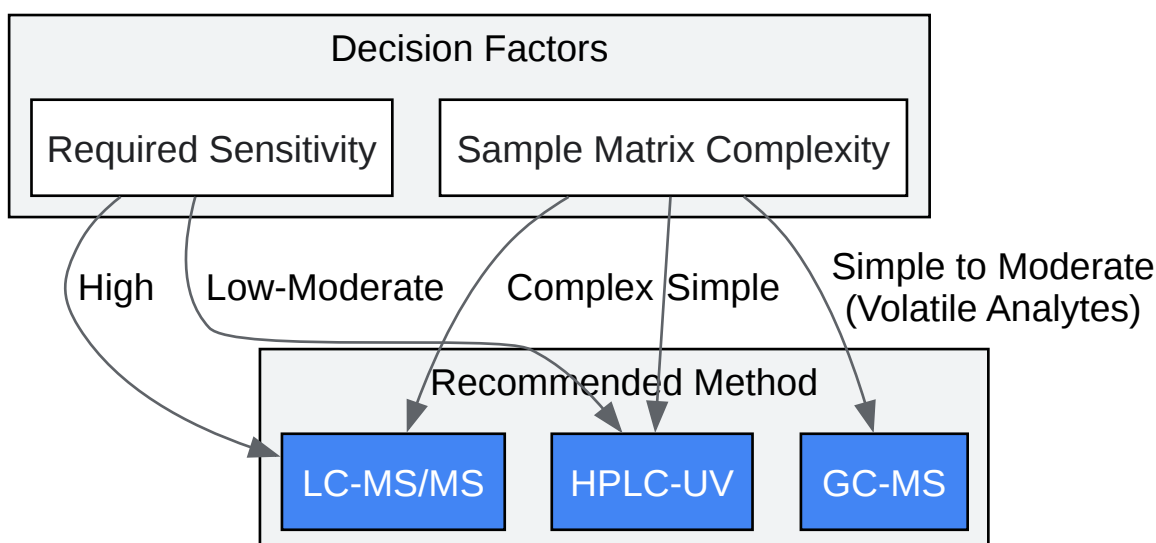 Decision Factors
Required Sensitivity
Sample Matrix Complexity
High
Low-Moderate
Complex
Simple
Simple to Moderate
(Volatile Analytes)
Recommended Method
LC-MS/MS
HPLC-UV
GC-MS